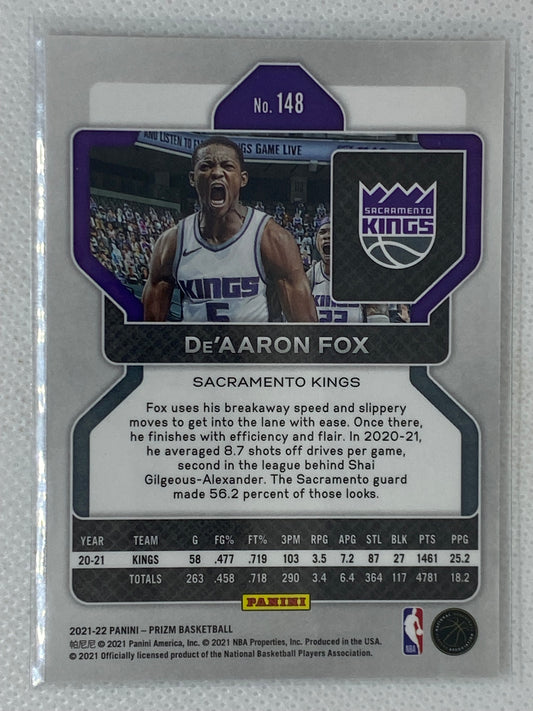 No. 148
AND LISTEN TO E GS GAME LIVE
KINGS
5
KINGS
22
SACRAMENTO
KINGS
DE'AARON FOX
SACRAMENTO KINGS
Fox uses his breakaway speed and slippery
moves to get into the lane with ease. Once there,
he finishes with efficiency and flair. In 2020-21,
he averaged 8.7 shots off drives per game,
second in the league behind Shai
Gilgeous-Alexander. The Sacramento guard
made 56.2 percent of those looks.
YEAR TEAM G FG% FT% 3PM RPG APG STL BLK PTS PPG
20-21 KINGS 58 .477 .719 103 3.5 7.2 87 27 1461 25.2
TOTALS 263 .458 .718 290 3.4 6.4 364 117 4781 18.2
PANINI
2021-22 PANINI – PRIZM BASKETBALL
帕尼尼 © 2021 Panini America, Inc. © 2021 NBA Properties, Inc. Produced in the USA.
© 2021 Officially licensed product of the National Basketball Players Association.
NBA